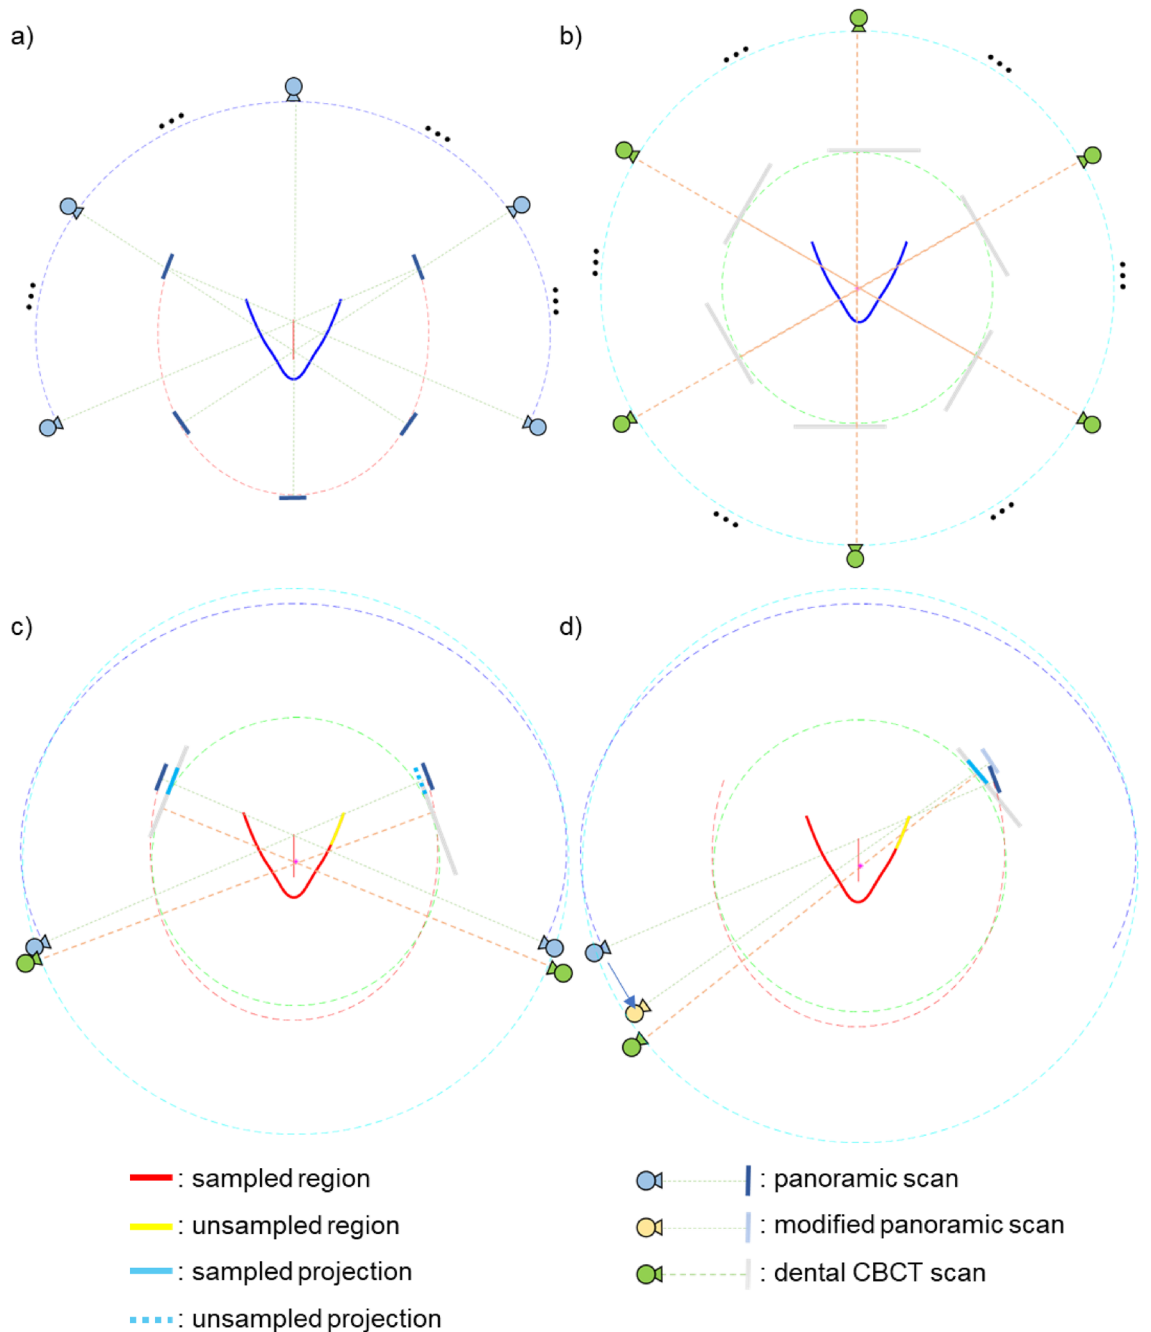 a)
b)
c)
d)
: sampled region
: unsampled region
: sampled projection
: unsampled projection
: panoramic scan
: modified panoramic scan
: dental CBCT scan